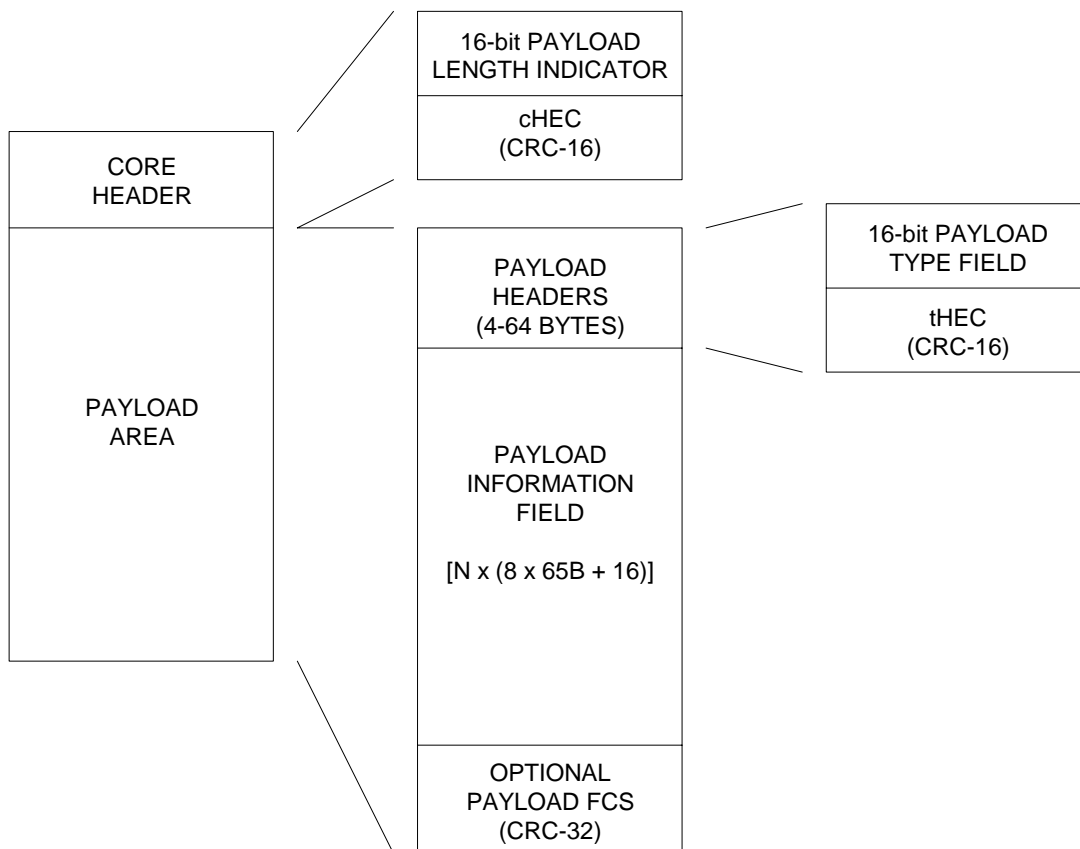 16-bit PAYLOAD
LENGTH INDICATOR
cHEC
(CRC-16)
CORE
HEADER
PAYLOAD
AREA
PAYLOAD
HEADERS
(4-64 BYTES)
16-bit PAYLOAD
TYPE FIELD
tHEC
(CRC-16)
PAYLOAD
INFORMATION
FIELD
[N x (8 x 65B + 16)]
OPTIONAL
PAYLOAD FCS
(CRC-32)